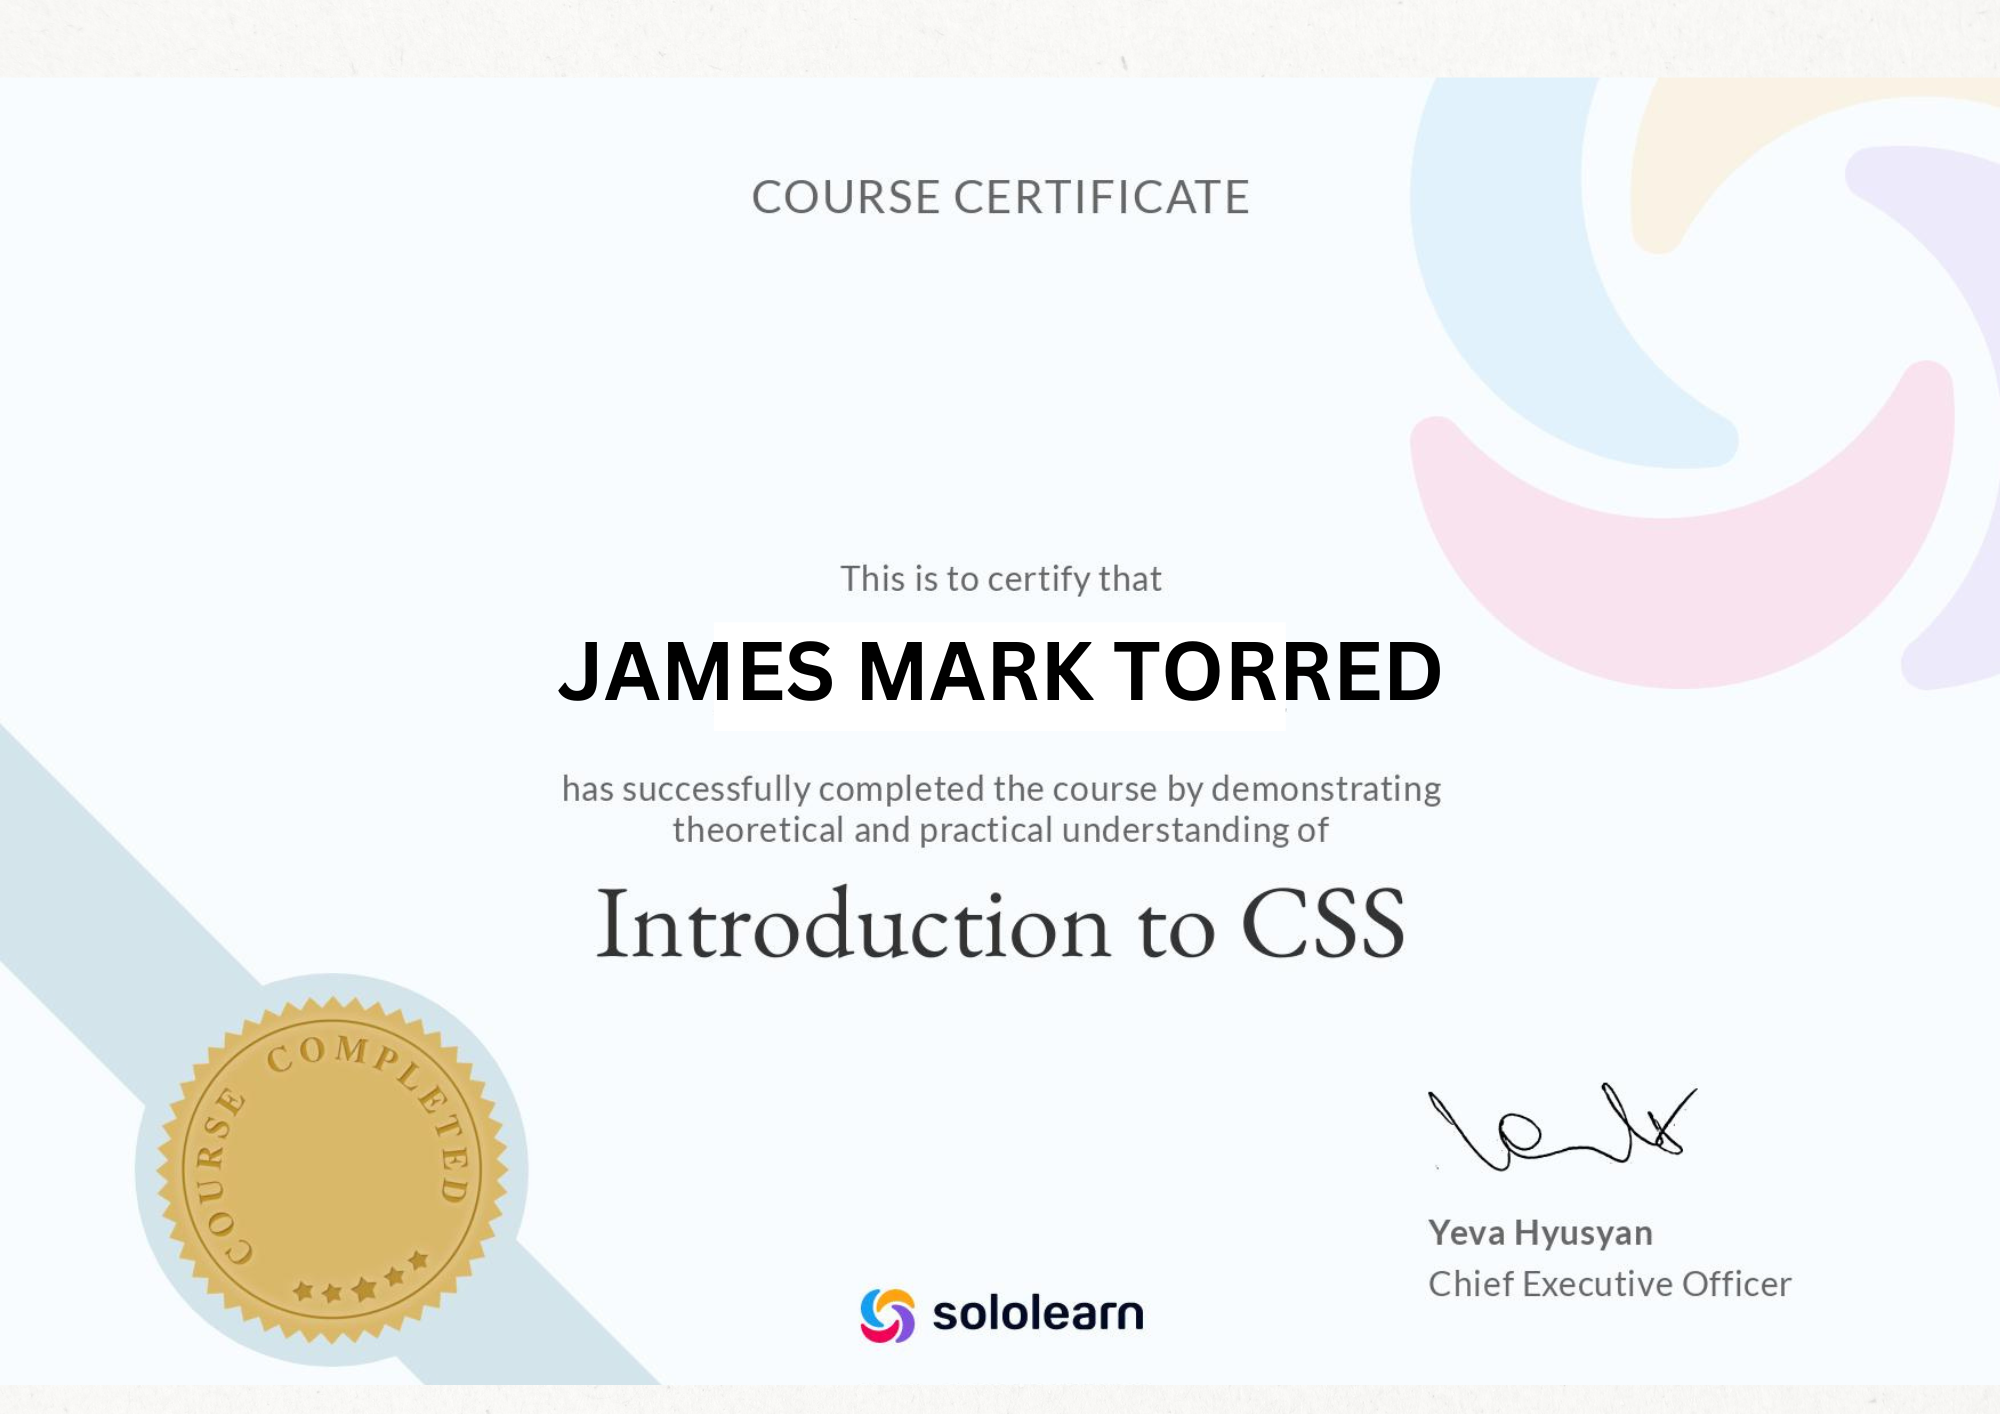 COURSE CERTIFICATE
This is to certify that
JAMES MARK TORRED
has successfully completed the course by demonstrating
theoretical and practical understanding of
Introduction to CSS
COURSE COMPLETED
Yeva Hyusyan
Chief Executive Officer
sololearn